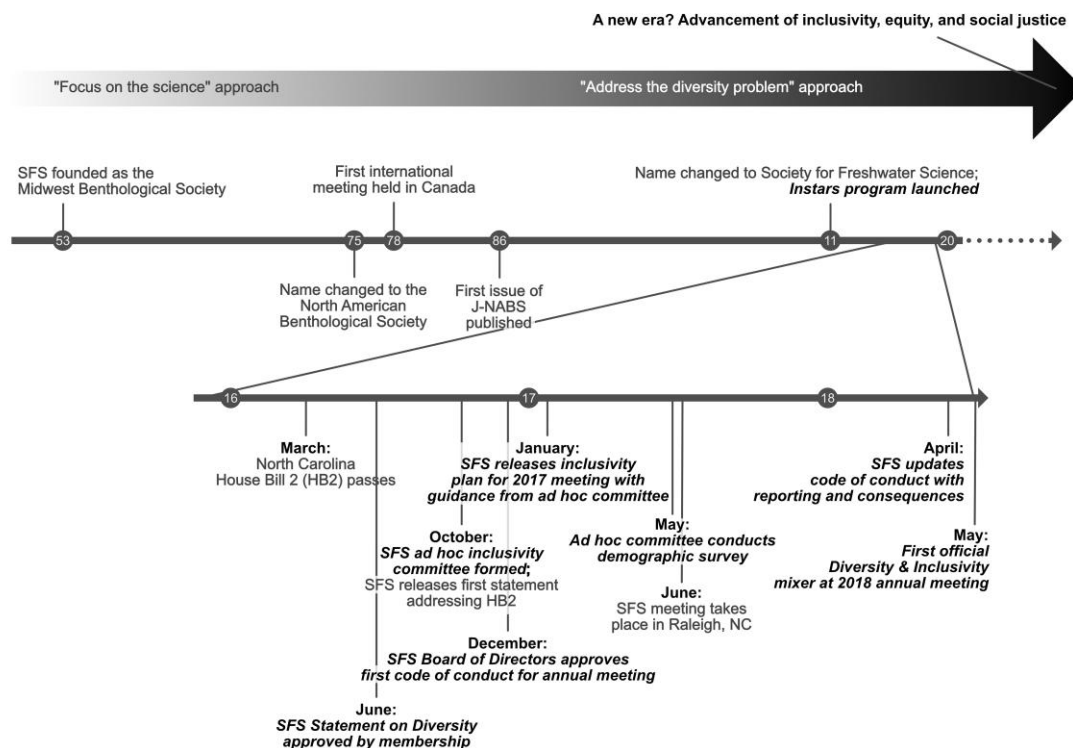 A new era? Advancement of inclusivity, equity, and social justice
"Focus on the science" approach
"Address the diversity problem" approach
SFS founded as the
Midwest Benthological Society
First international
meeting held in Canada
Name changed to Society for Freshwater Science;
Instars program launched
53
75
78
86
11
20
Name changed to the
North American
Benthological Society
First issue of
J-NABS
published
16
17
18
March:
North Carolina
House Bill 2 (HB2) passes
January:
SFS releases inclusivity
plan for 2017 meeting with
guidance from ad hoc committee
April:
SFS updates
code of conduct with
reporting and consequences
October:
SFS ad hoc inclusivity
committee formed;
SFS releases first statement
addressing HB2
May:
Ad hoc committee conducts
demographic survey
May:
First official
Diversity & Inclusivity
mixer at 2018 annual meeting
June:
SFS meeting takes
place in Raleigh, NC
December:
SFS Board of Directors approves
first code of conduct for annual meeting
June:
SFS Statement on Diversity
approved by membership